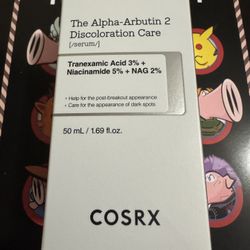 The Alpha-Arbutin 2
Discoloration Care
[/serum/]
Tranexamic Acid 3% +
Niacinamide 5% + NAG 2%
• Help for the post-breakout appearance
• Care for the appearance of dark spots
50 mL / 1.69 fl.oz.
COSRX